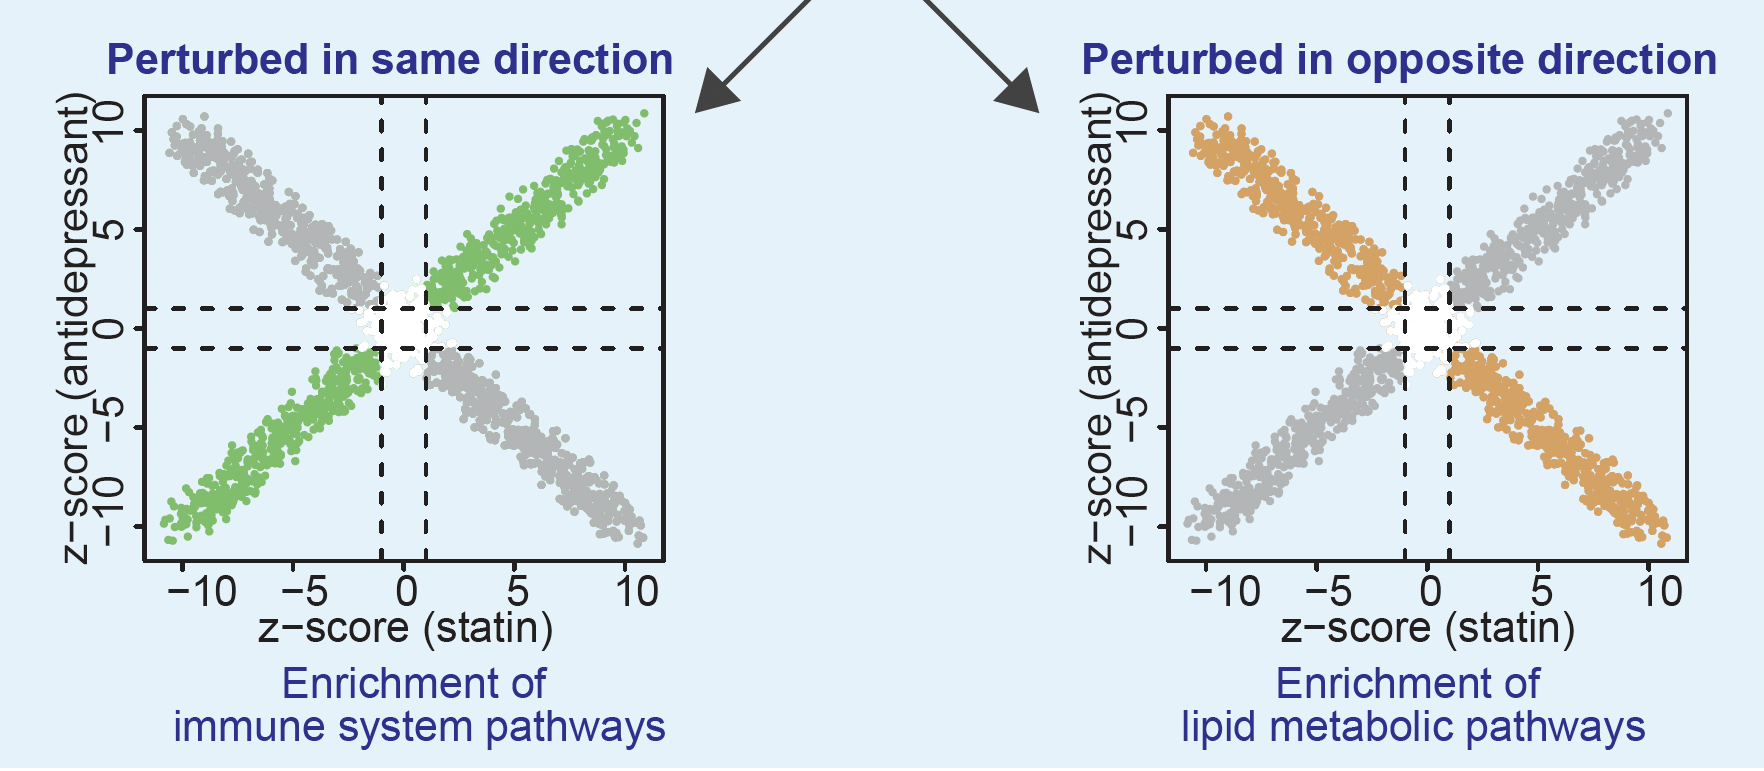 Perturbed in same direction
z−score (antidepressant)
10
5
0
−5
−10
−10 −5 0 5 10
z−score (statin)
Enrichment of
immune system pathways
Perturbed in opposite direction
z−score (antidepressant)
10
5
0
−5
−10
−10 −5 0 5 10
z−score (statin)
Enrichment of
lipid metabolic pathways